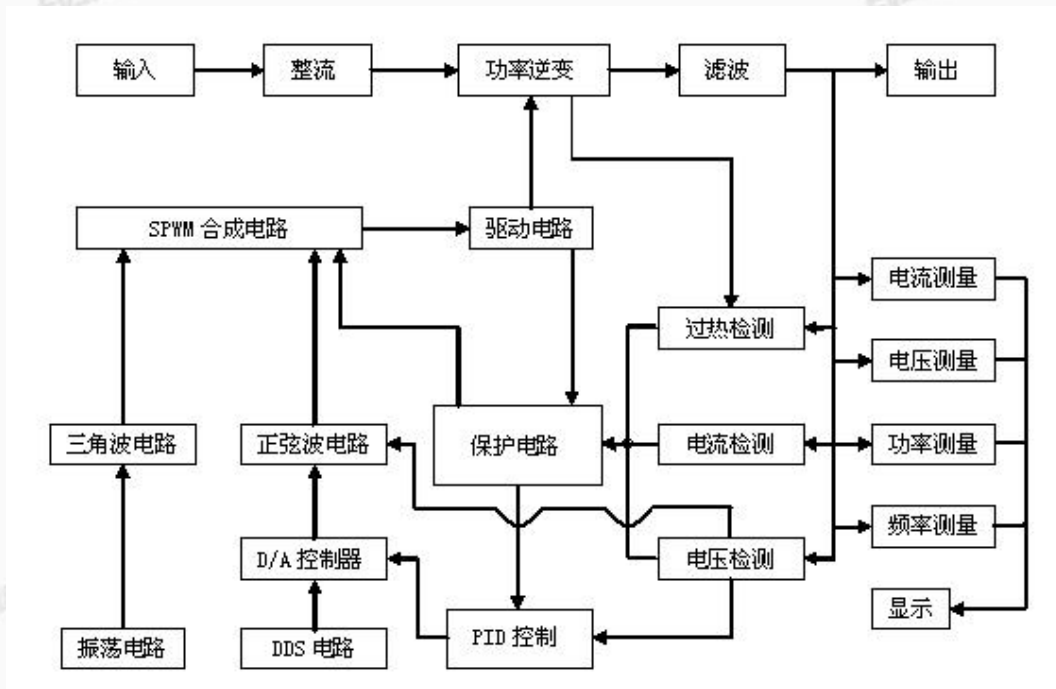 输入
整流
功率逆变
滤波
输出
SPWM 合成电路
驱动电路
电流测量
过热检测
电压测量
三角波电路
正弦波电路
保护电路
电流检测
功率测量
频率测量
D/A 控制器
电压检测
显示
振荡电路
DDS 电路
PID 控制